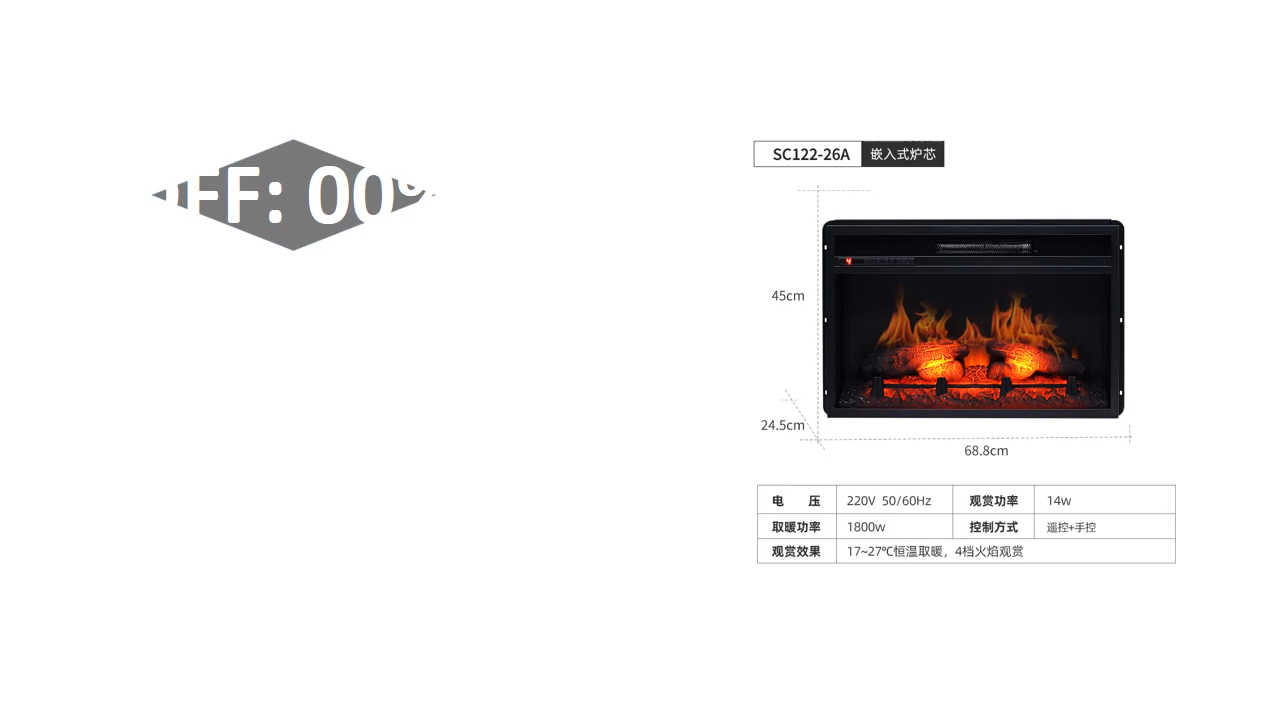 FF: 00
SC122-26A 嵌入式炉芯
45cm
24.5cm
68.8cm
电 压 220V 50/60Hz 观赏功率 14w
取暖功率 1800w 控制方式 遥控+手控
观赏效果 17~27℃恒温取暖，4档火焰观赏